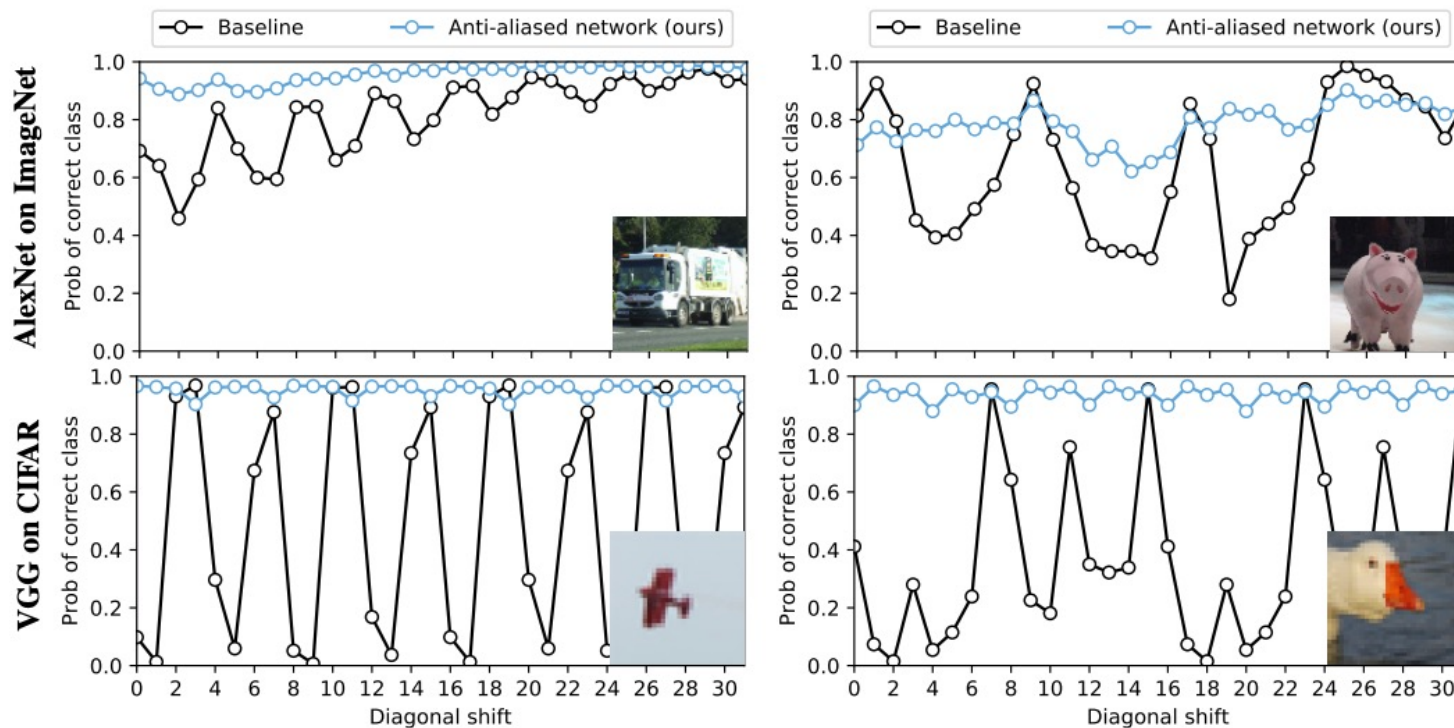 Baseline
Anti-aliased network (ours)
Baseline
Anti-aliased network (ours)
AlexNet on ImageNet
Prob of correct class
1.0
0.8
0.6
0.4
0.2
0.0
Prob of correct class
1.0
0.8
0.6
0.4
0.2
0.0
VGG on CIFAR
Prob of correct class
1.0
0.8
0.6
0.4
0.2
0.0
0 2 4 6 8 10 12 14 16 18 20 22 24 26 28 30
Diagonal shift
Prob of correct class
1.0
0.8
0.6
0.4
0.2
0.0
0 2 4 6 8 10 12 14 16 18 20 22 24 26 28 30
Diagonal shift